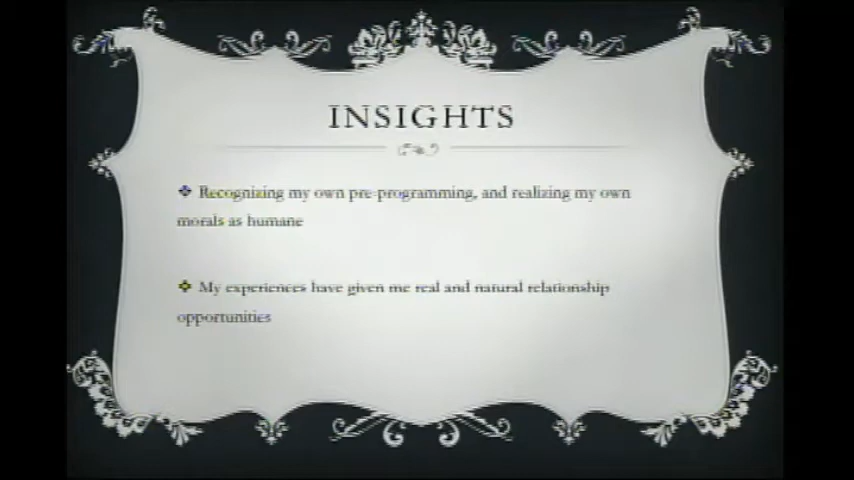 INSIGHTS
Recognizing my own pre-programming, and realizing my own
morals as humane
My experiences have given me real and natural relationship
opportunities